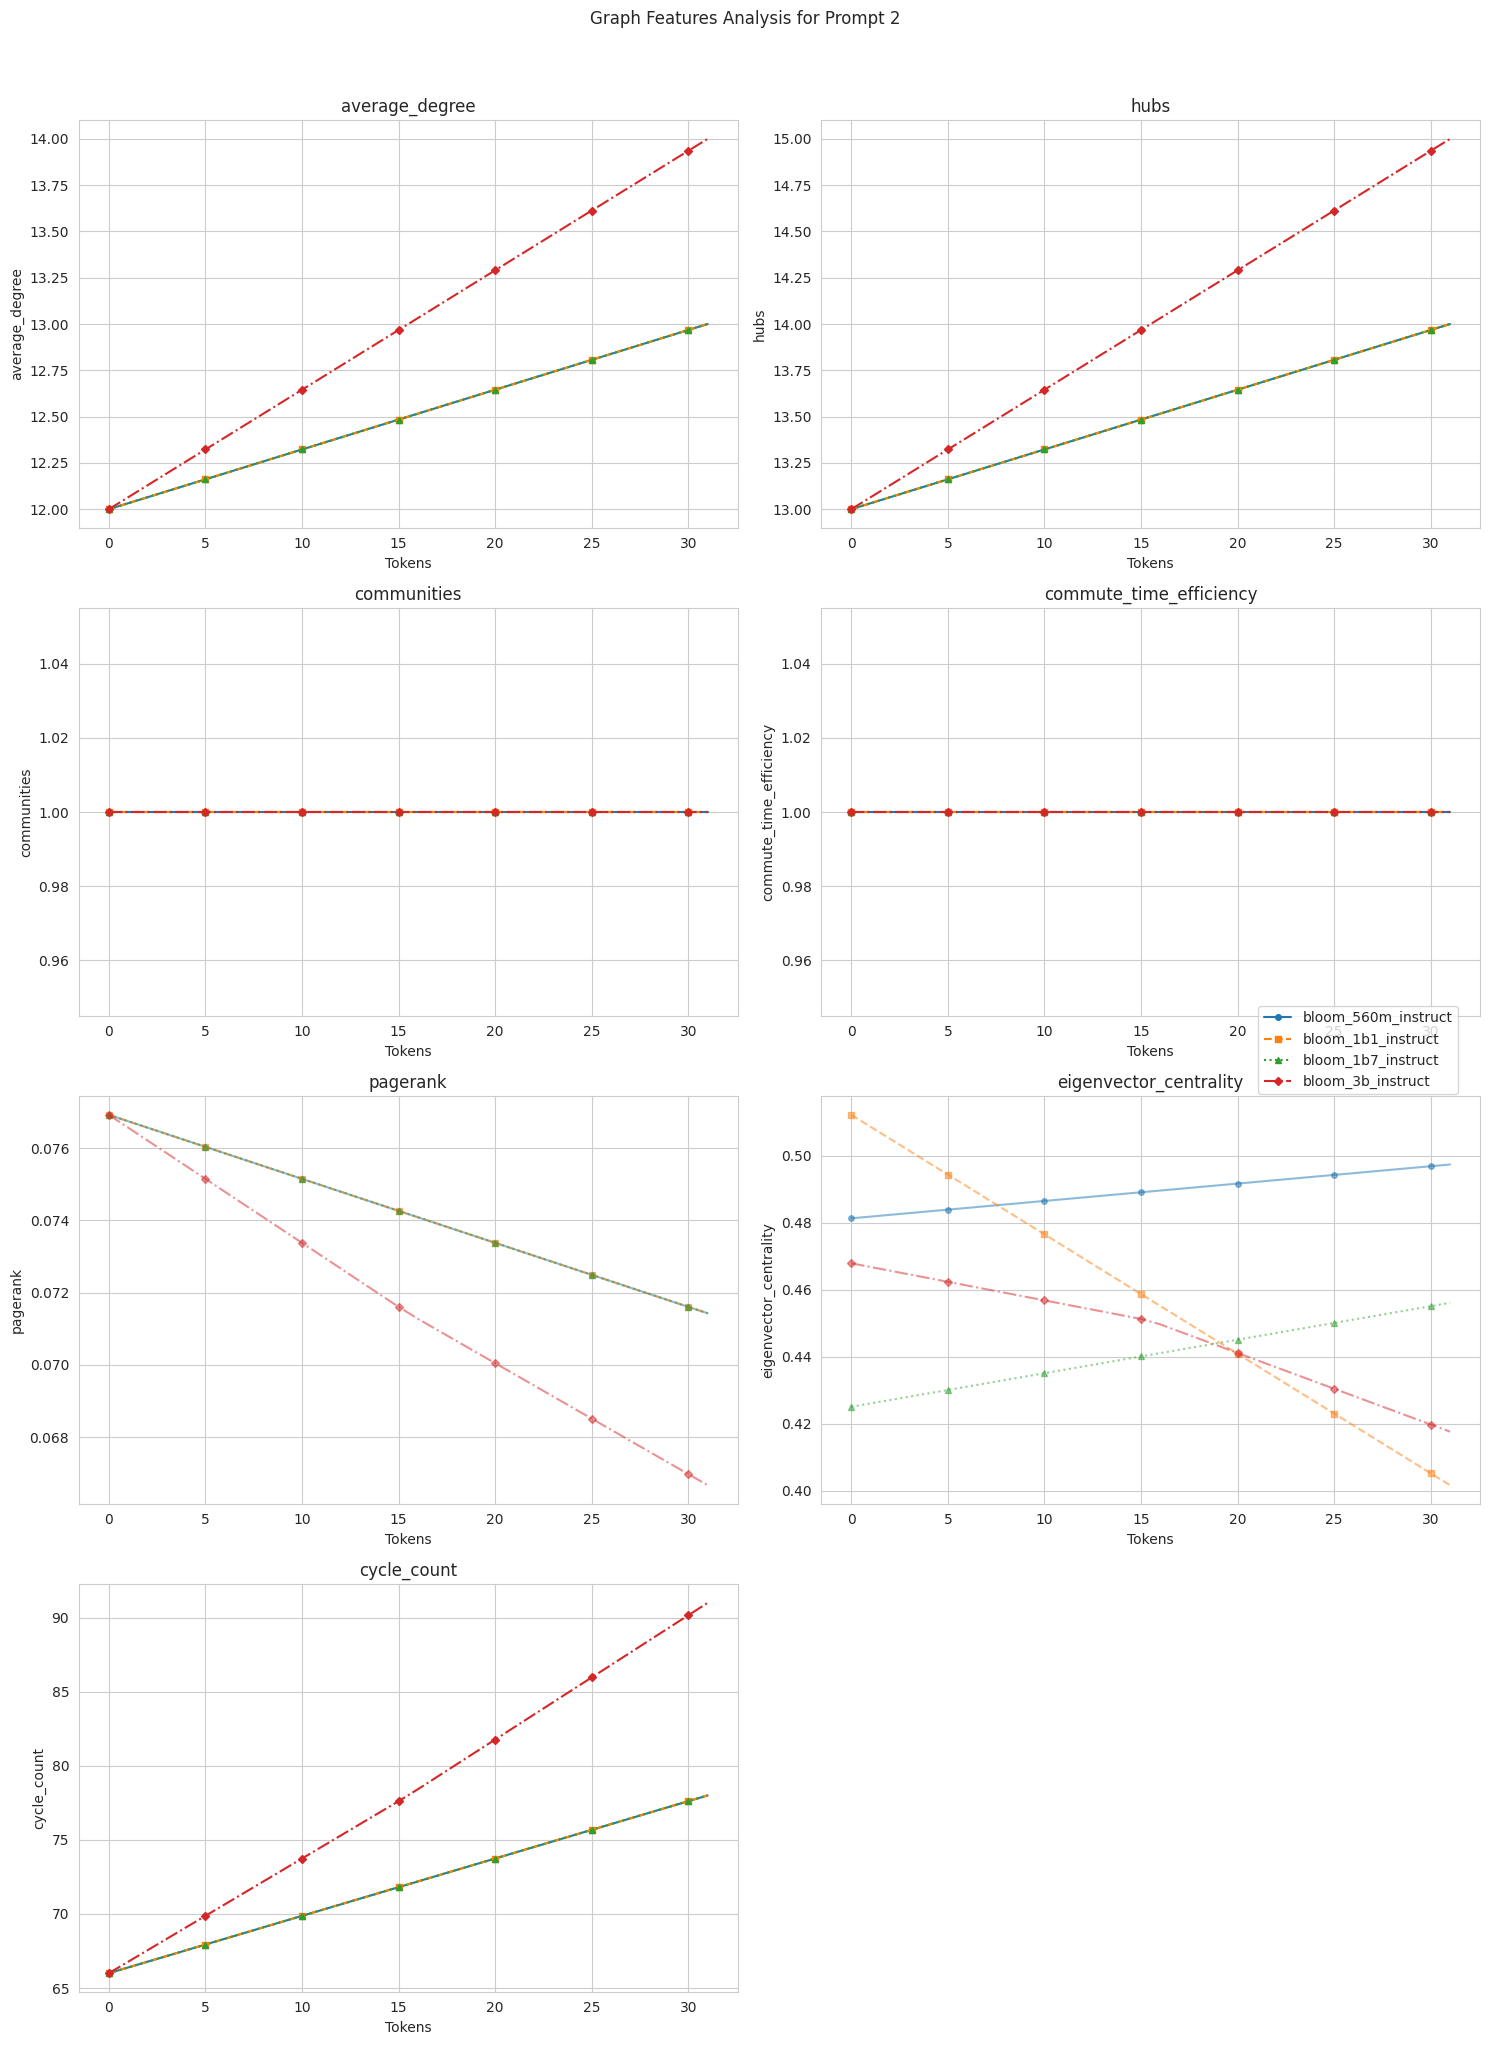 Graph Features Analysis for Prompt 2
average_degree
average_degree
14.00
13.75
13.50
13.25
13.00
12.75
12.50
12.25
12.00
0 5 10 15 20 25 30
Tokens
hubs
hubs
15.00
14.75
14.50
14.25
14.00
13.75
13.50
13.25
13.00
0 5 10 15 20 25 30
Tokens
communities
communities
1.04
1.02
1.00
0.98
0.96
0 5 10 15 20 25 30
Tokens
commute_time_efficiency
commute_time_efficiency
1.04
1.02
1.00
0.98
0.96
0 5 10 15 20 25 30
Tokens
bloom_560m_instruct
bloom_1b1_instruct
bloom_1b7_instruct
bloom_3b_instruct
pagerank
pagerank
0.076
0.074
0.072
0.070
0.068
0 5 10 15 20 25 30
Tokens
eigenvector_centrality
eigenvector_centrality
0.50
0.48
0.46
0.44
0.42
0.40
0 5 10 15 20 25 30
Tokens
cycle_count
cycle_count
90
85
80
75
70
65
0 5 10 15 20 25 30
Tokens